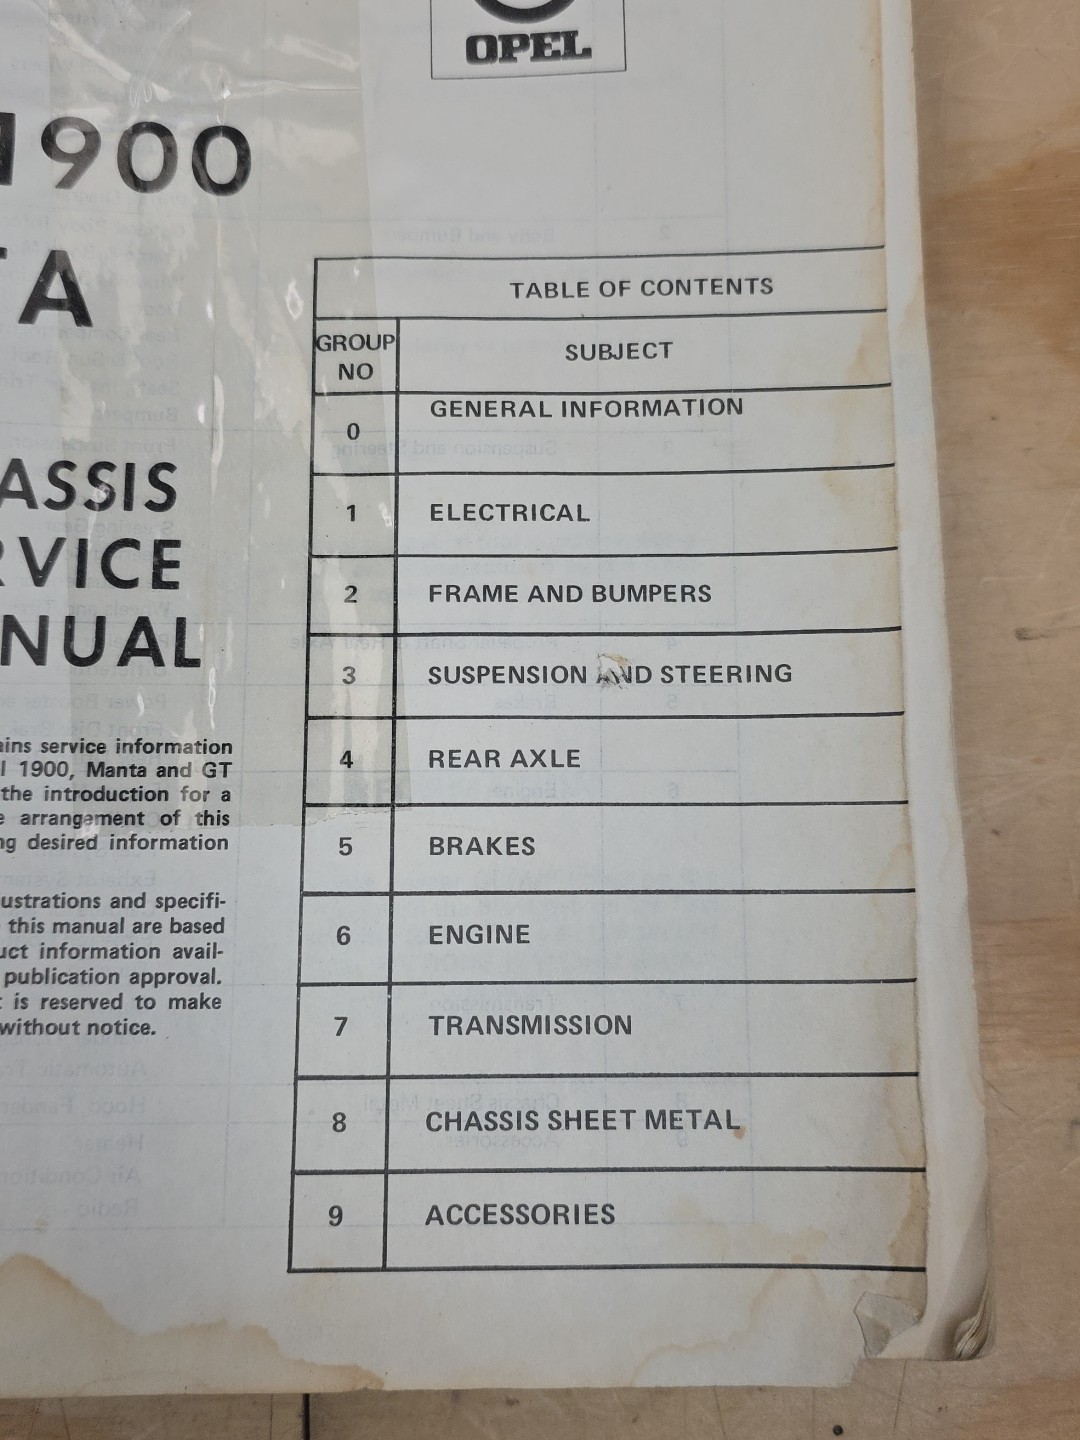 OPEL
1900
TA
ASSIS
RVICE
NUAL
ains service information
l 1900, Manta and GT
the introduction for a
e arrangement of this
ng desired information
ustrations and specifi-
this manual are based
uct information avail-
publication approval.
t is reserved to make
without notice.
TABLE OF CONTENTS
GROUP NO SUBJECT
0 GENERAL INFORMATION
1 ELECTRICAL
2 FRAME AND BUMPERS
3 SUSPENSION AND STEERING
4 REAR AXLE
5 BRAKES
6 ENGINE
7 TRANSMISSION
8 CHASSIS SHEET METAL
9 ACCESSORIES